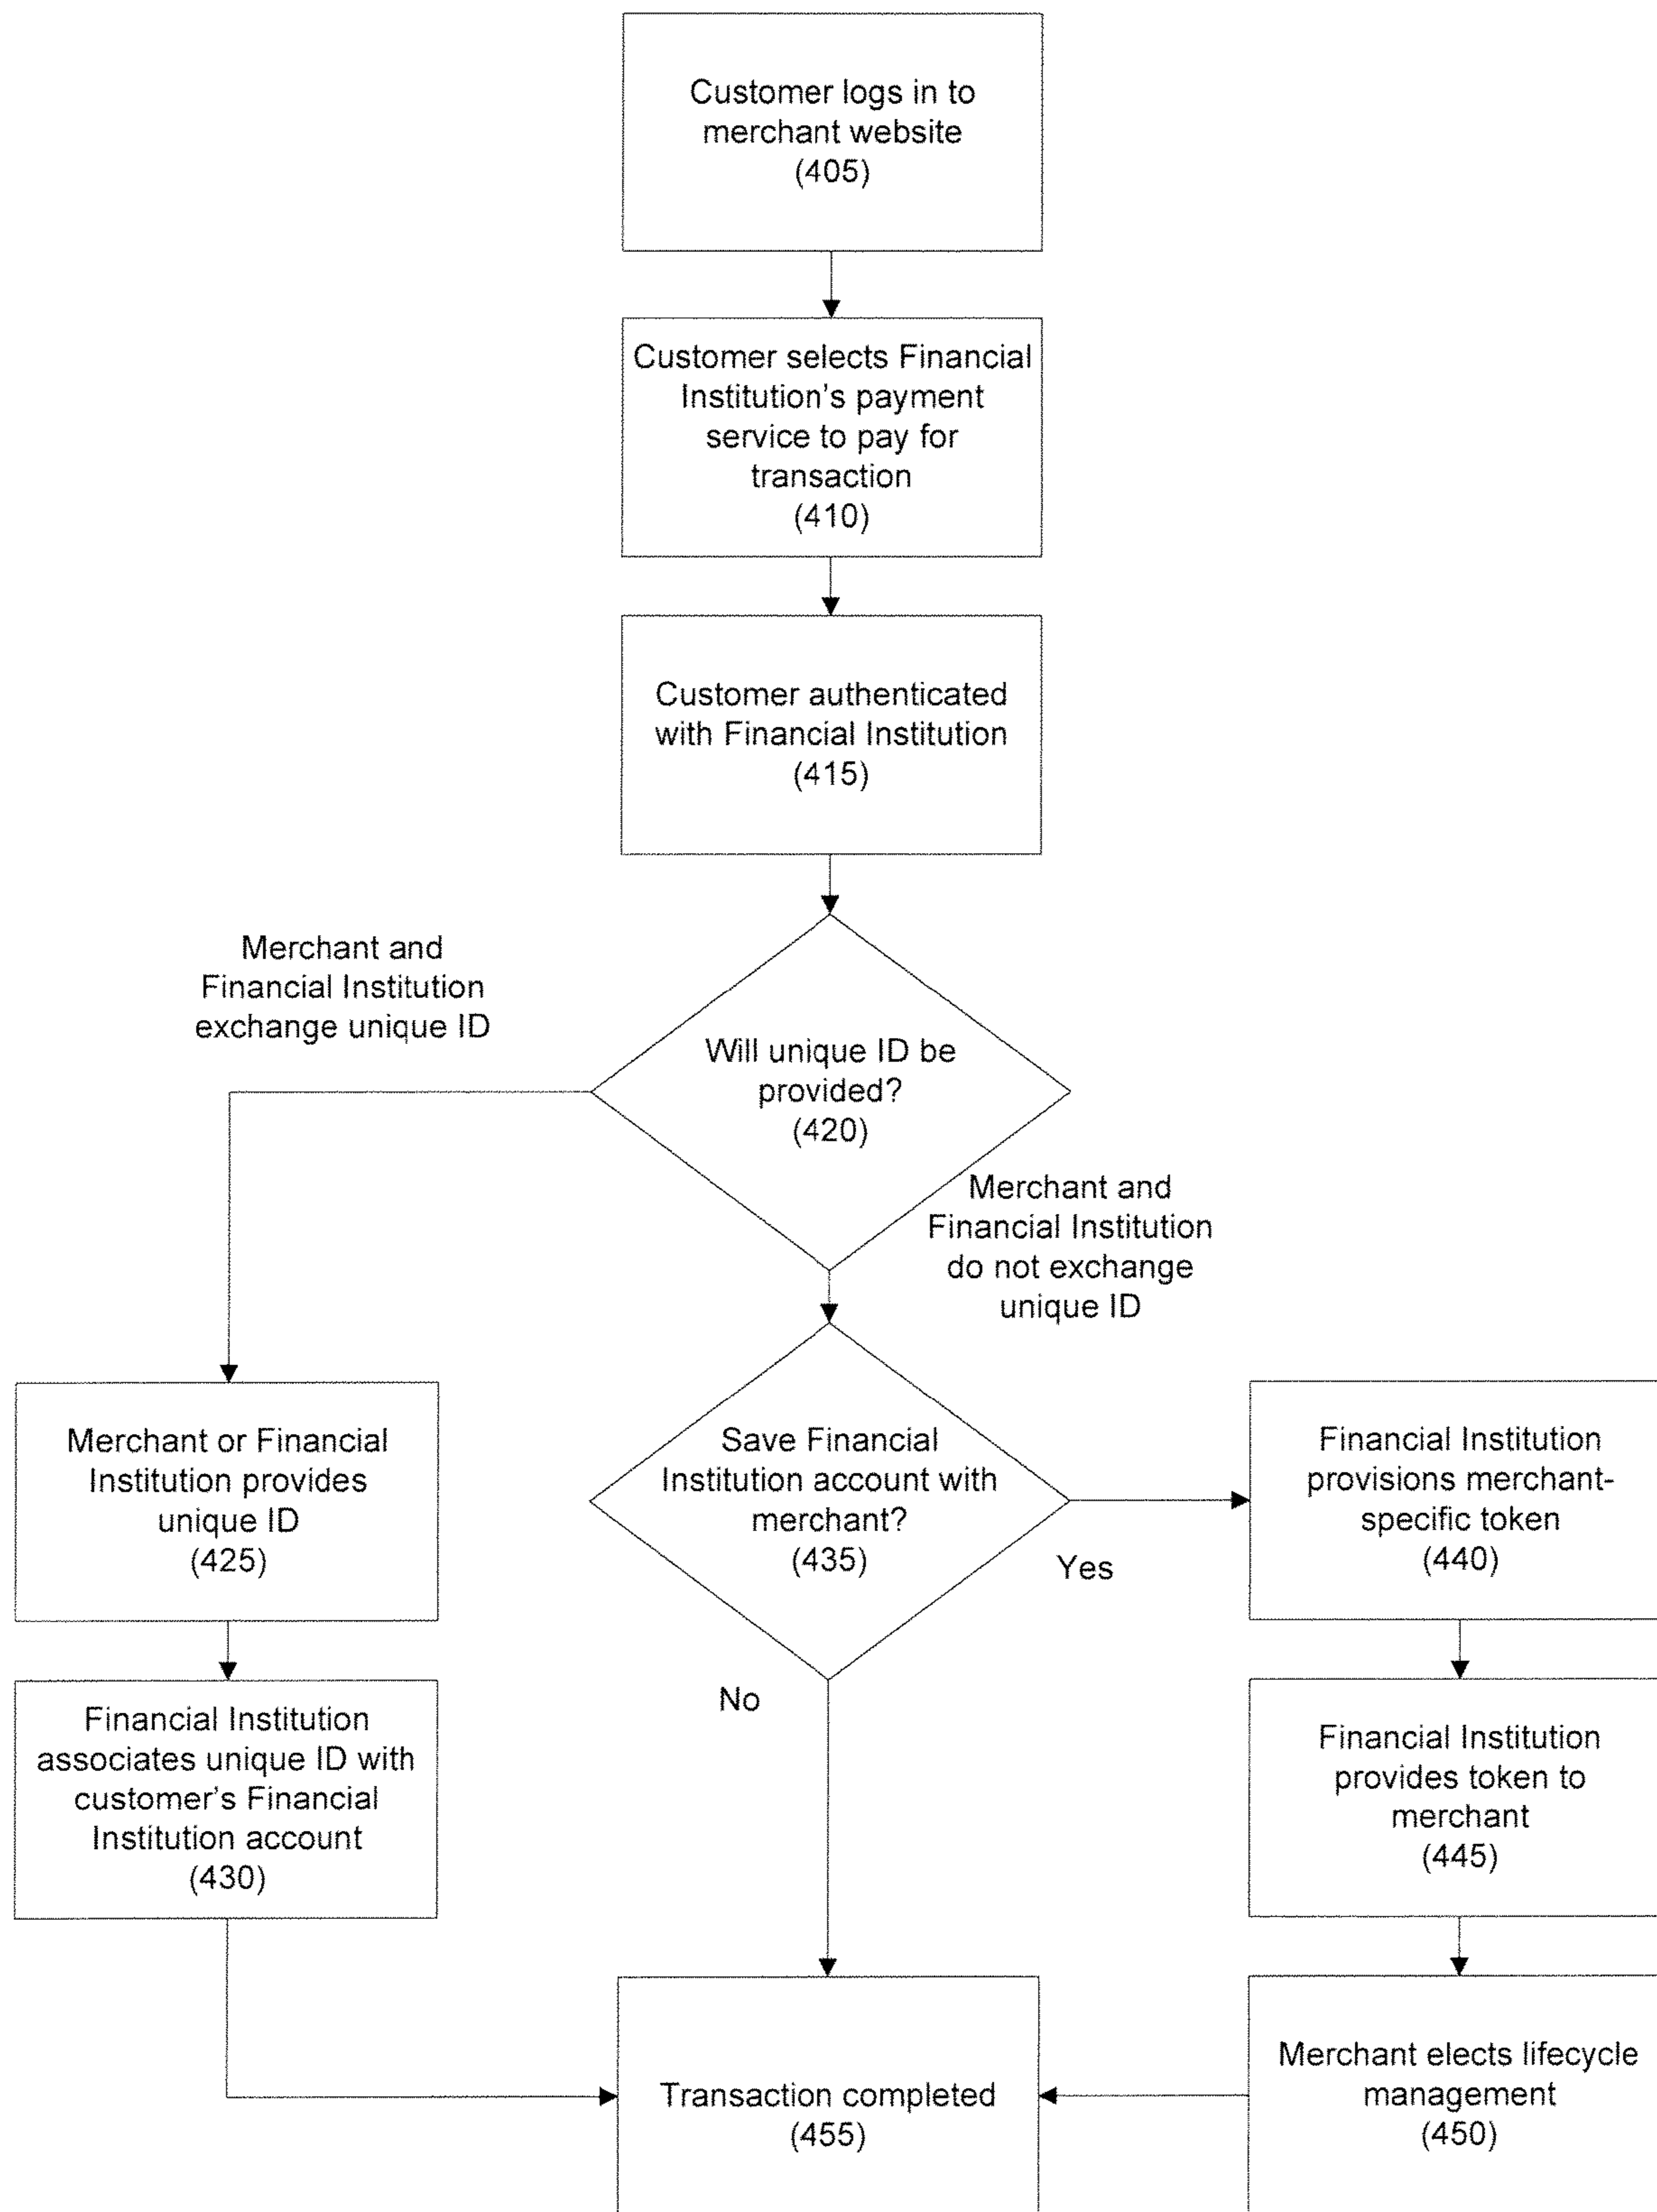 Customer logs in to
merchant website
(405)
Customer selects Financial
Institution's payment
service to pay for
transaction
(410)
Customer authenticated
with Financial Institution
(415)
Merchant and
Financial Institution
exchange unique ID
Will unique ID be
provided?
(420)
Merchant and
Financial Institution
do not exchange
unique ID
Merchant or Financial
Institution provides
unique ID
(425)
Save Financial
Institution account with
merchant?
(435)
Yes
No
Financial Institution
provisions merchant-
specific token
(440)
Financial Institution
associates unique ID with
customer's Financial
Institution account
(430)
Financial Institution
provides token to
merchant
(445)
Transaction completed
(455)
Merchant elects lifecycle
management
(450)